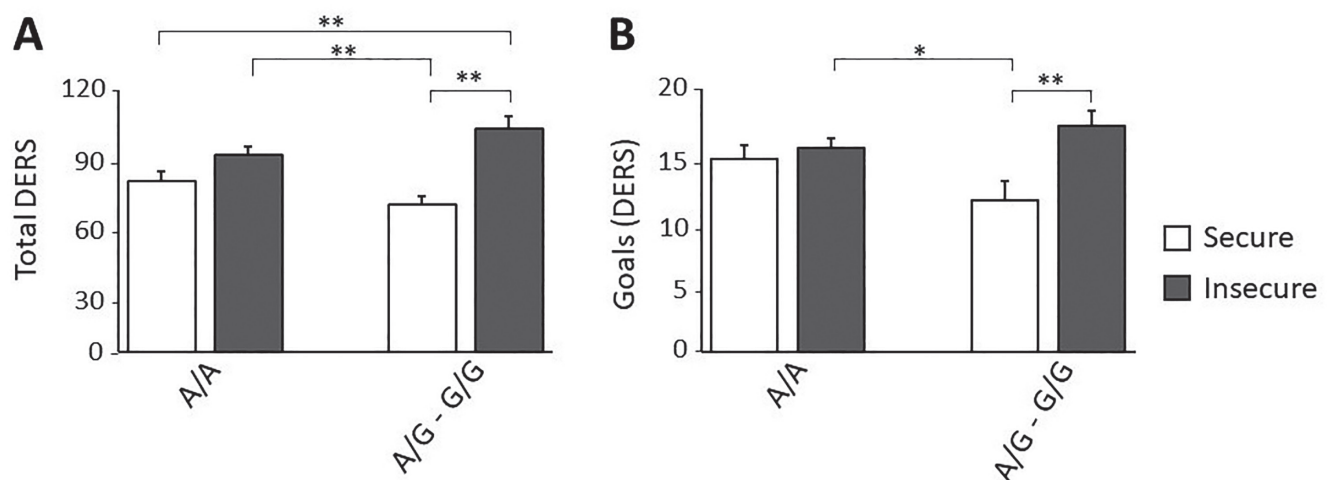 A
**
**
**
Total DERS
120
90
60
30
0
A/A
A/G - G/G
B
*
**
Goals (DERS)
20
15
10
5
0
A/A
A/G - G/G
Secure
Insecure